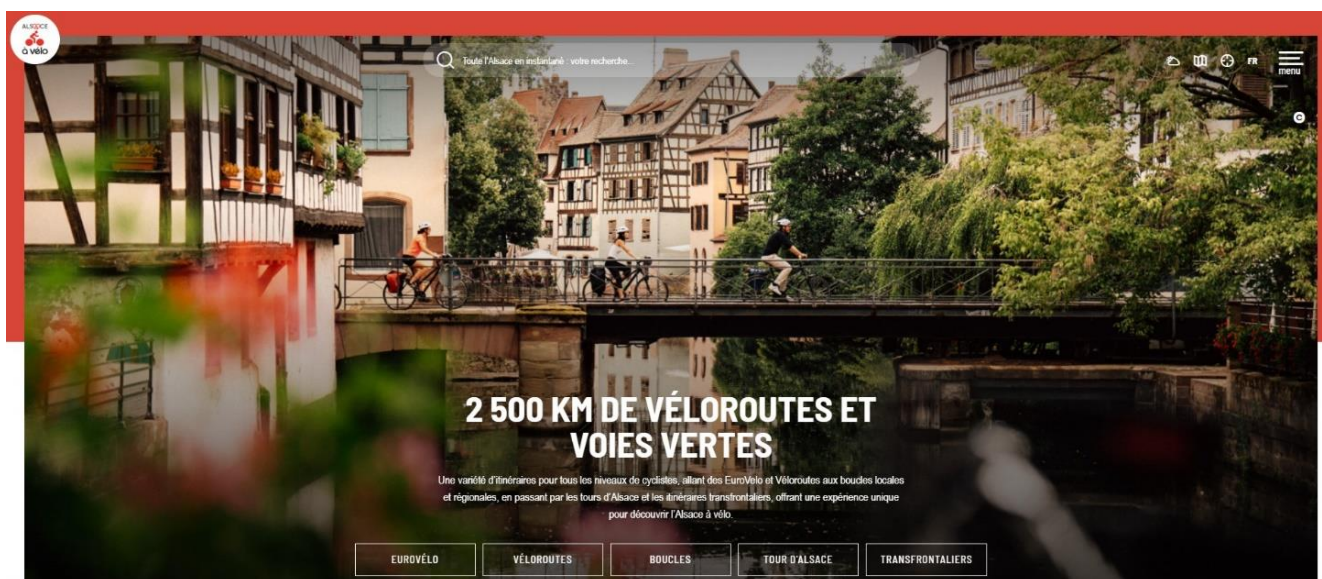 ALSACE
à vélo
Toute l'Alsace en instantané : votre recherche...
FR
menu
2 500 KM DE VÉLOROUTES ET
VOIES VERTES
Une variété d'itinéraires pour tous les niveaux de cyclistes, allant des EuroVelo et Véloroutes aux boucles locales
et régionales, en passant par les tours d'Alsace et les itinéraires transfrontaliers, offrant une expérience unique
pour découvrir l'Alsace à vélo.
EUROVÉLO
VÉLOROUTES
BOUCLES
TOUR D'ALSACE
TRANSFRONTALIERS